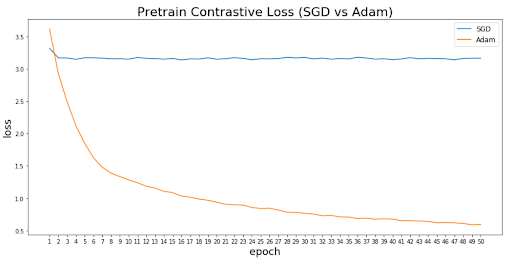 Pretrain Contrastive Loss (SGD vs Adam)
SGD
Adam
loss
3.5
3.0
2.5
2.0
1.5
1.0
0.5
1 2 3 4 5 6 7 8 9 10 11 12 13 14 15 16 17 18 19 20 21 22 23 24 25 26 27 28 29 30 31 32 33 34 35 36 37 38 39 40 41 42 43 44 45 46 47 48 49 50
epoch